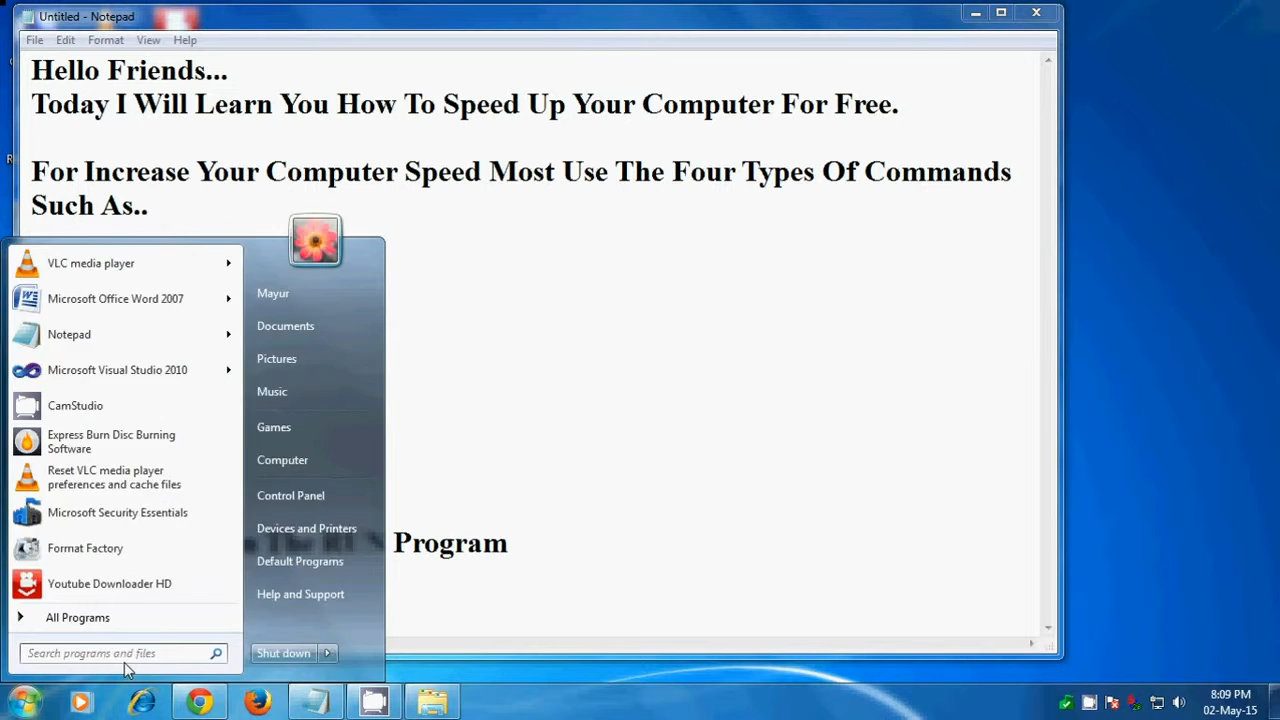 Untitled - Notepad
File Edit Format View Help
Hello Friends...
Today I Will Learn You How To Speed Up Your Computer For Free.
For Increase Your Computer Speed Most Use The Four Types Of Commands
Such As..
VLC media player
Microsoft Office Word 2007
Notepad
Microsoft Visual Studio 2010
CamStudio
Express Burn Disc Burning
Software
Reset VLC media player
preferences and cache files
Microsoft Security Essentials
Format Factory
Youtube Downloader HD
All Programs
Search programs and files
Mayur
Documents
Pictures
Music
Games
Computer
Control Panel
Devices and Printers
Default Programs
Help and Support
Shut down
Program
8:09 PM
02-May-15